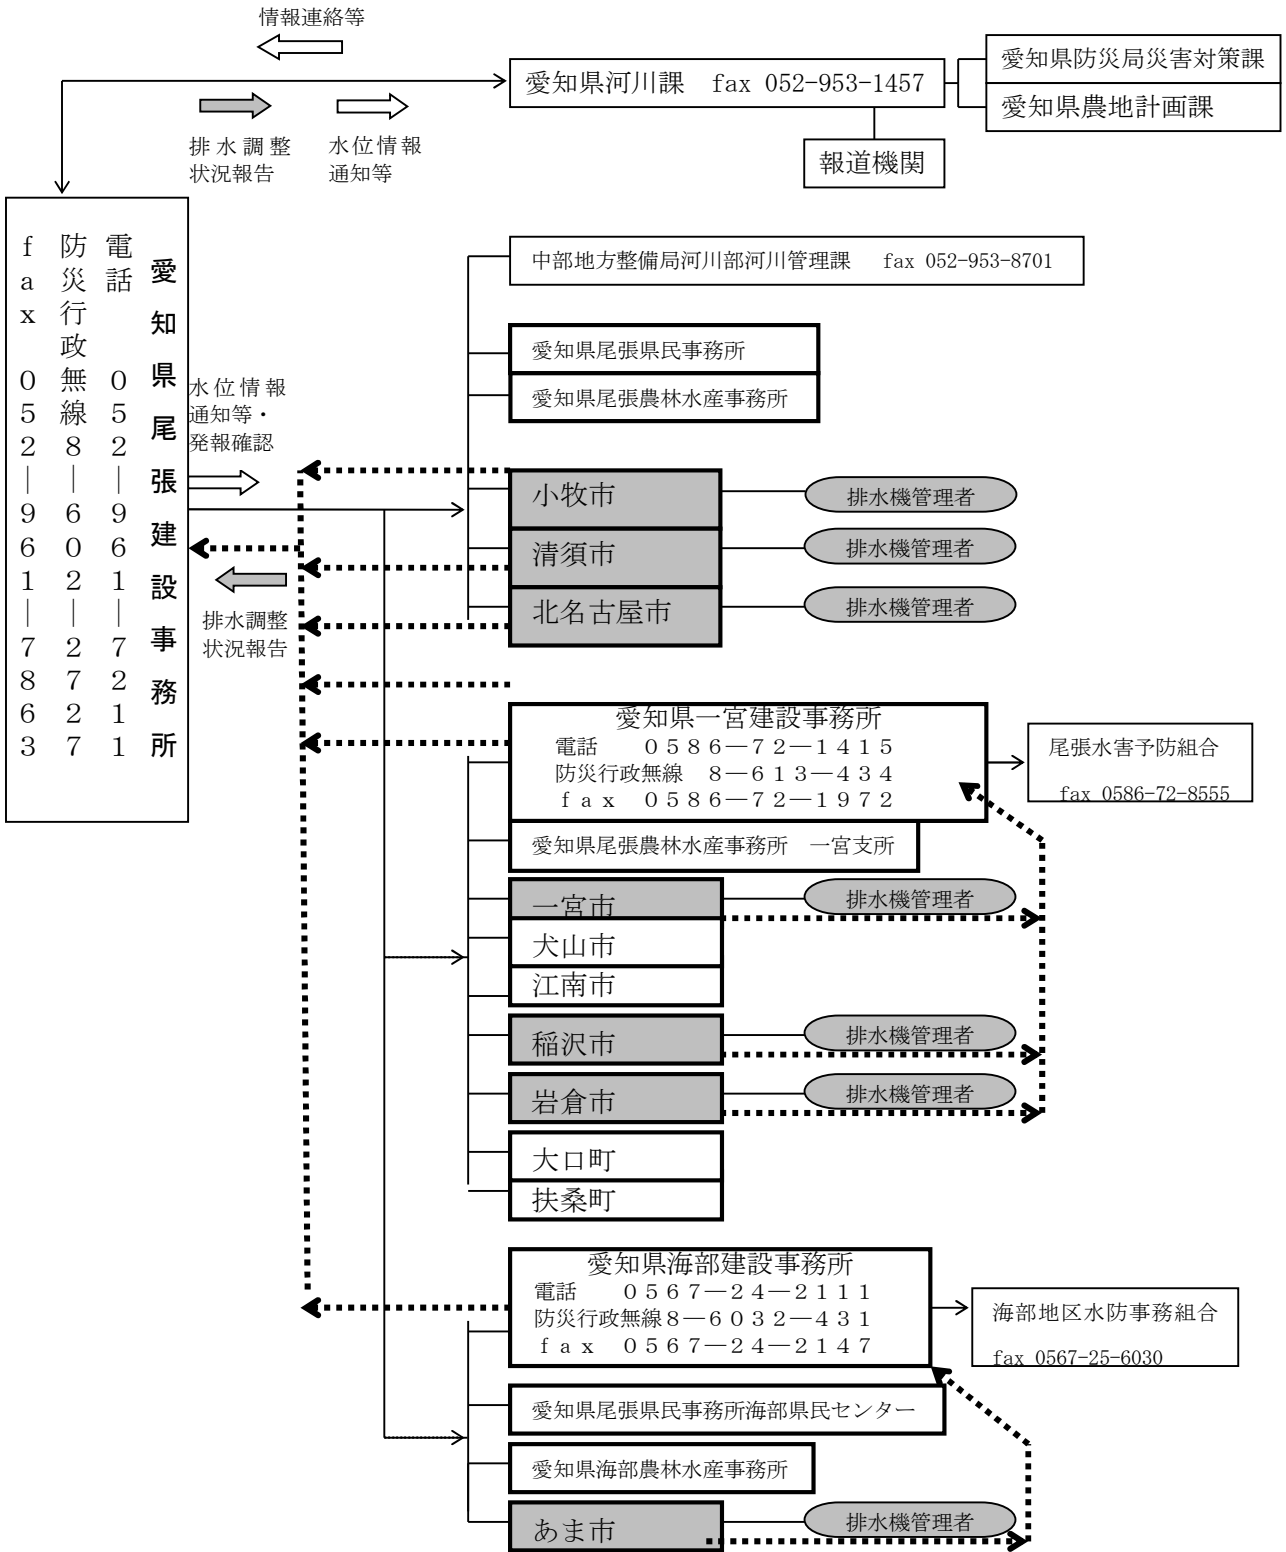 情報連絡等
愛知県河川課　fax 052-953-1457
愛知県防災局災害対策課
愛知県農地計画課
報道機関
排水調整
状況報告
水位情報
通知等
愛知県尾張建設事務所
電話　０５２－９６１－７２１１
防災行政無線８－６０２－２７２７
ｆａｘ　０５２－９６１－７８６３
水位情報
通知等・
発報確認
排水調整
状況報告
中部地方整備局河川部河川管理課　fax 052-953-8701
愛知県尾張県民事務所
愛知県尾張農林水産事務所
小牧市
排水機管理者
清須市
排水機管理者
北名古屋市
排水機管理者
愛知県一宮建設事務所
電話　０５８６－７２－１４１５
防災行政無線　８－６１３－４３４
ｆａｘ　０５８６－７２－１９７２
尾張水害予防組合
fax 0586-72-8555
愛知県尾張農林水産事務所　一宮支所
一宮市
排水機管理者
犬山市
江南市
稲沢市
排水機管理者
岩倉市
排水機管理者
大口町
扶桑町
愛知県海部建設事務所
電話　０５６７－２４－２１１１
防災行政無線８－６０３２－４３１
ｆａｘ　０５６７－２４－２１４７
海部地区水防事務組合
fax 0567-25-6030
愛知県尾張県民事務所海部県民センター
愛知県海部農林水産事務所
あま市
排水機管理者